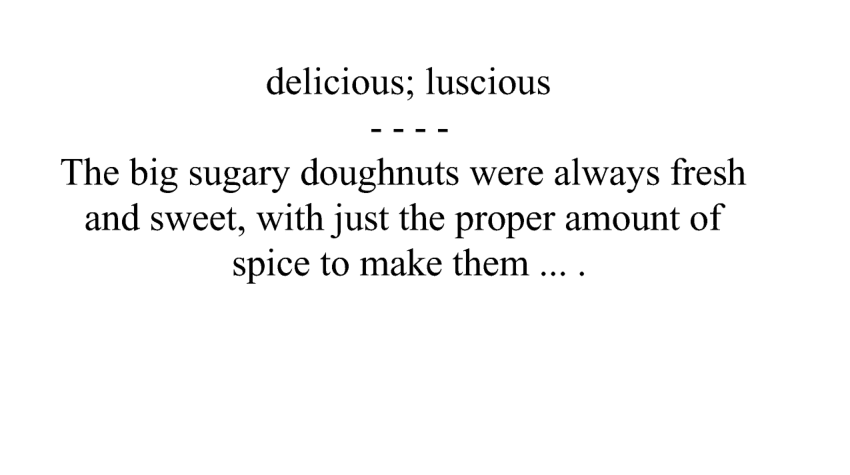 delicious; luscious
- - - -
The big sugary doughnuts were always fresh
and sweet, with just the proper amount of
spice to make them ... .